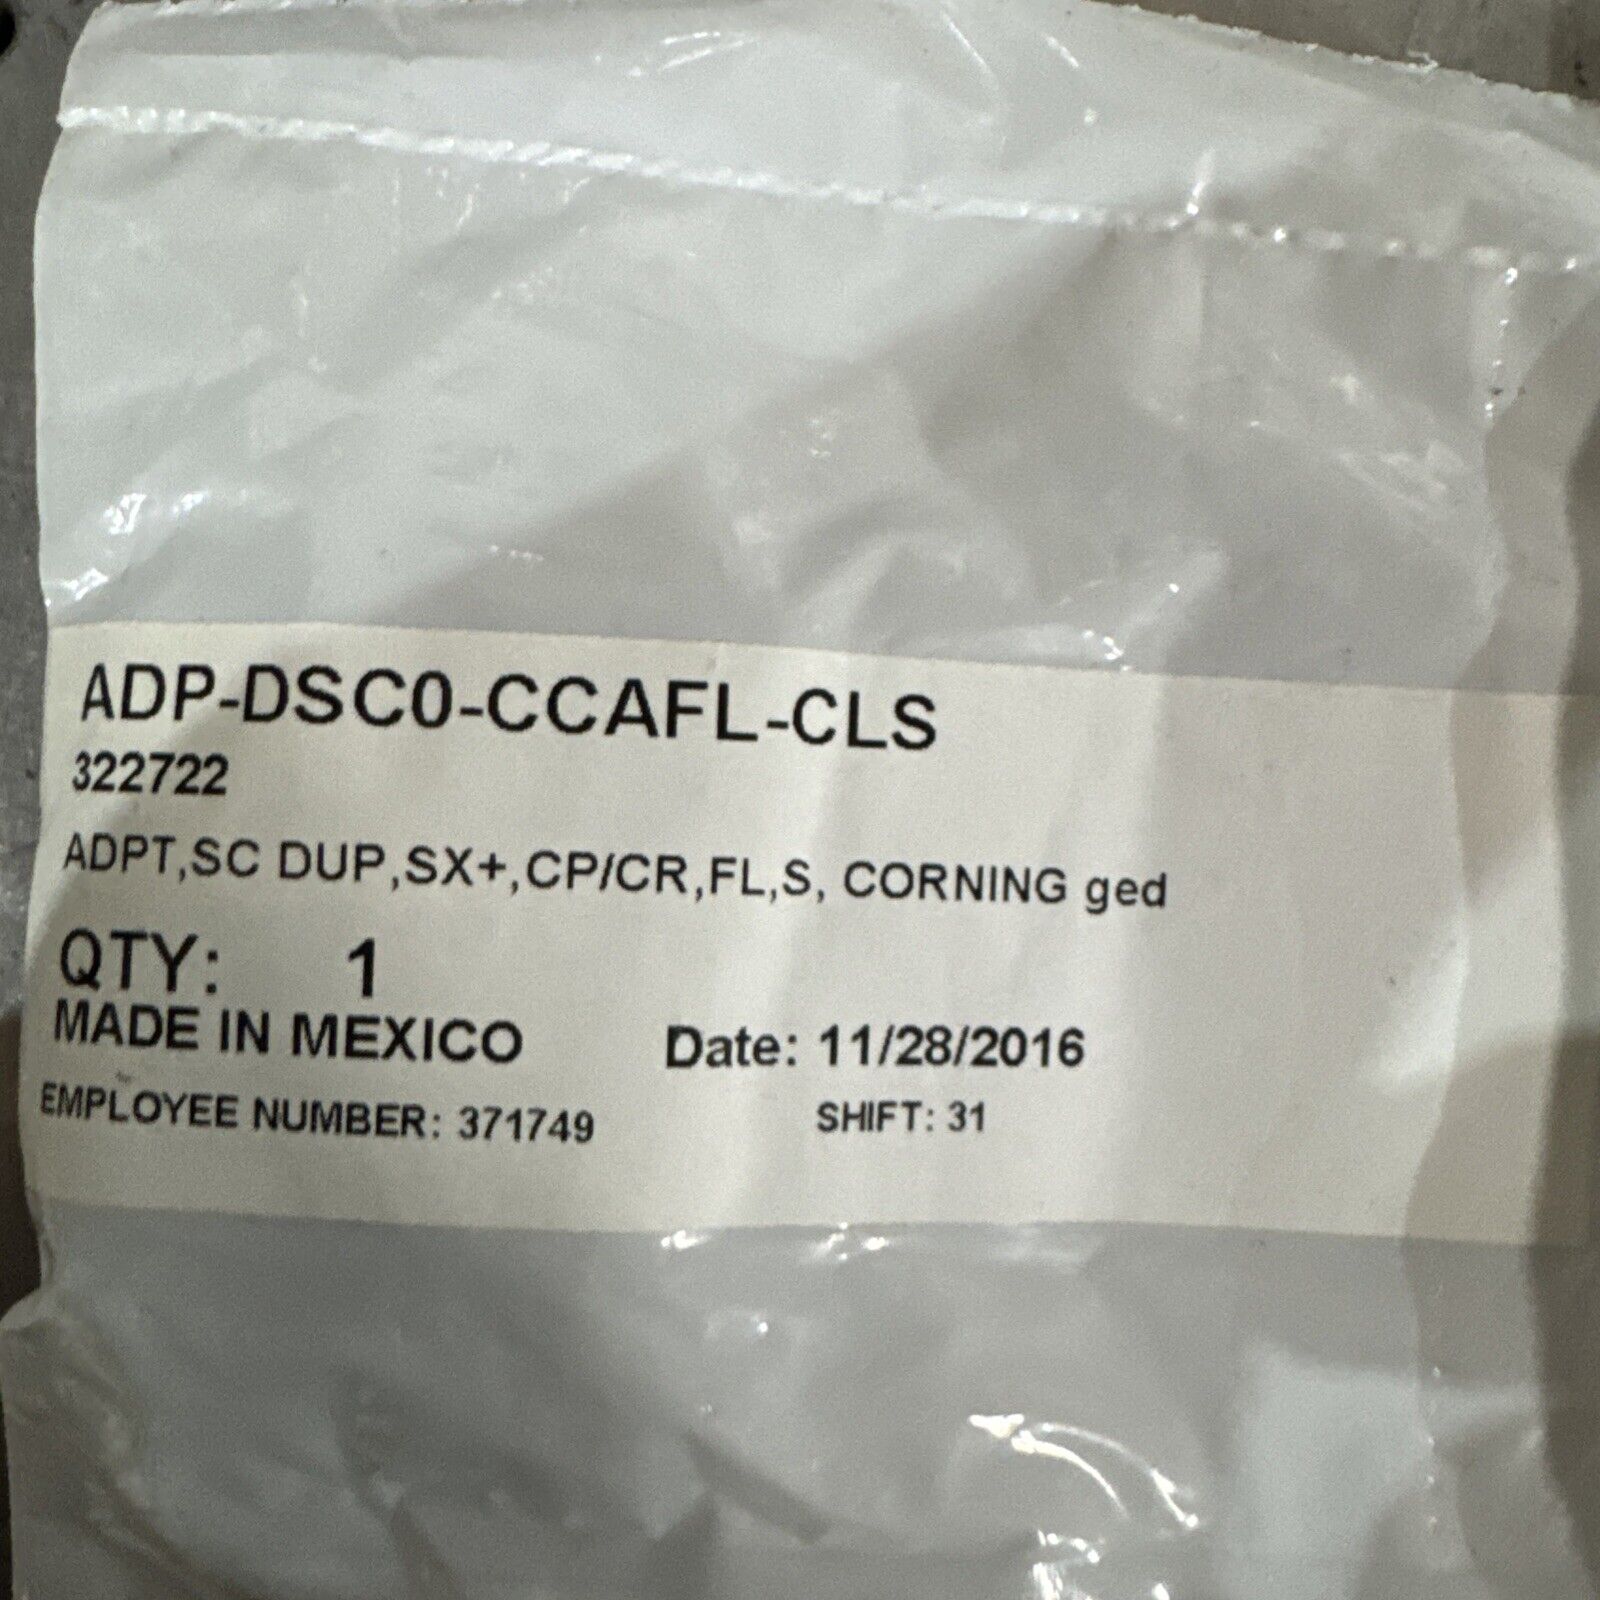 ADP-DSC0-CCAFL-CLS
322722
ADPT,SC DUP,SX+,CP/CR,FL,S, CORNING ged
QTY: 1
MADE IN MEXICO Date: 11/28/2016
EMPLOYEE NUMBER: 371749 SHIFT: 31